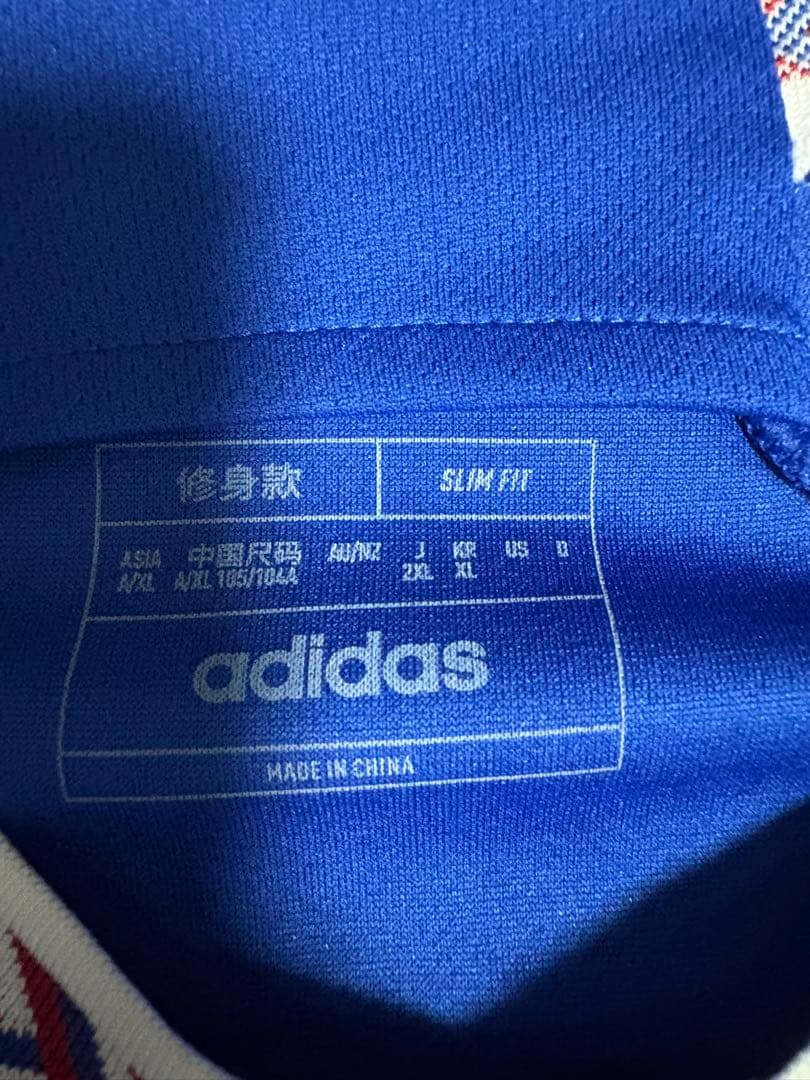 修身款 SLIM FIT
ASIA 中国尺码 AU/NZ J KR US D
A/XL A/XL 185/104A 2XL XL
adidas
MADE IN CHINA